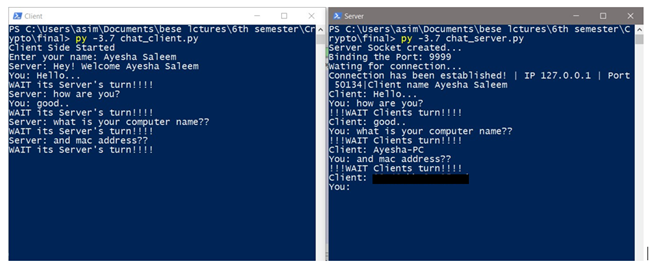 Client
PS C:\Users\asim\Documents\bese lctures\6th semester\C
rypto\final> py -3.7 chat_client.py
Client Side Started
Enter your name: Ayesha Saleem
Server: Hey! Welcome Ayesha Saleem
You: Hello...
WAIT its Server's turn!!!!
Server: how are you?
You: good..
WAIT its Server's turn!!!!
Server: what is your computer name??
WAIT its Server's turn!!!!
Server: and mac address??
WAIT its Server's turn!!!!
Server
PS C:\Users\asim\Documents\bese lctures\6th semester\C
rypto\final> py -3.7 chat_server.py
Server Socket created...
Binding the Port: 9999
Wating for connection...
Connection has been established! | IP 127.0.0.1 | Port
50134|Client name Ayesha Saleem
Client: Hello...
You: how are you?
!!!WAIT Clients turn!!!!
Client: good..
You: what is your computer name??
!!!WAIT Clients turn!!!!
Client: Ayesha-PC
You: and mac address??
!!!WAIT Clients turn!!!!
Client:
You: